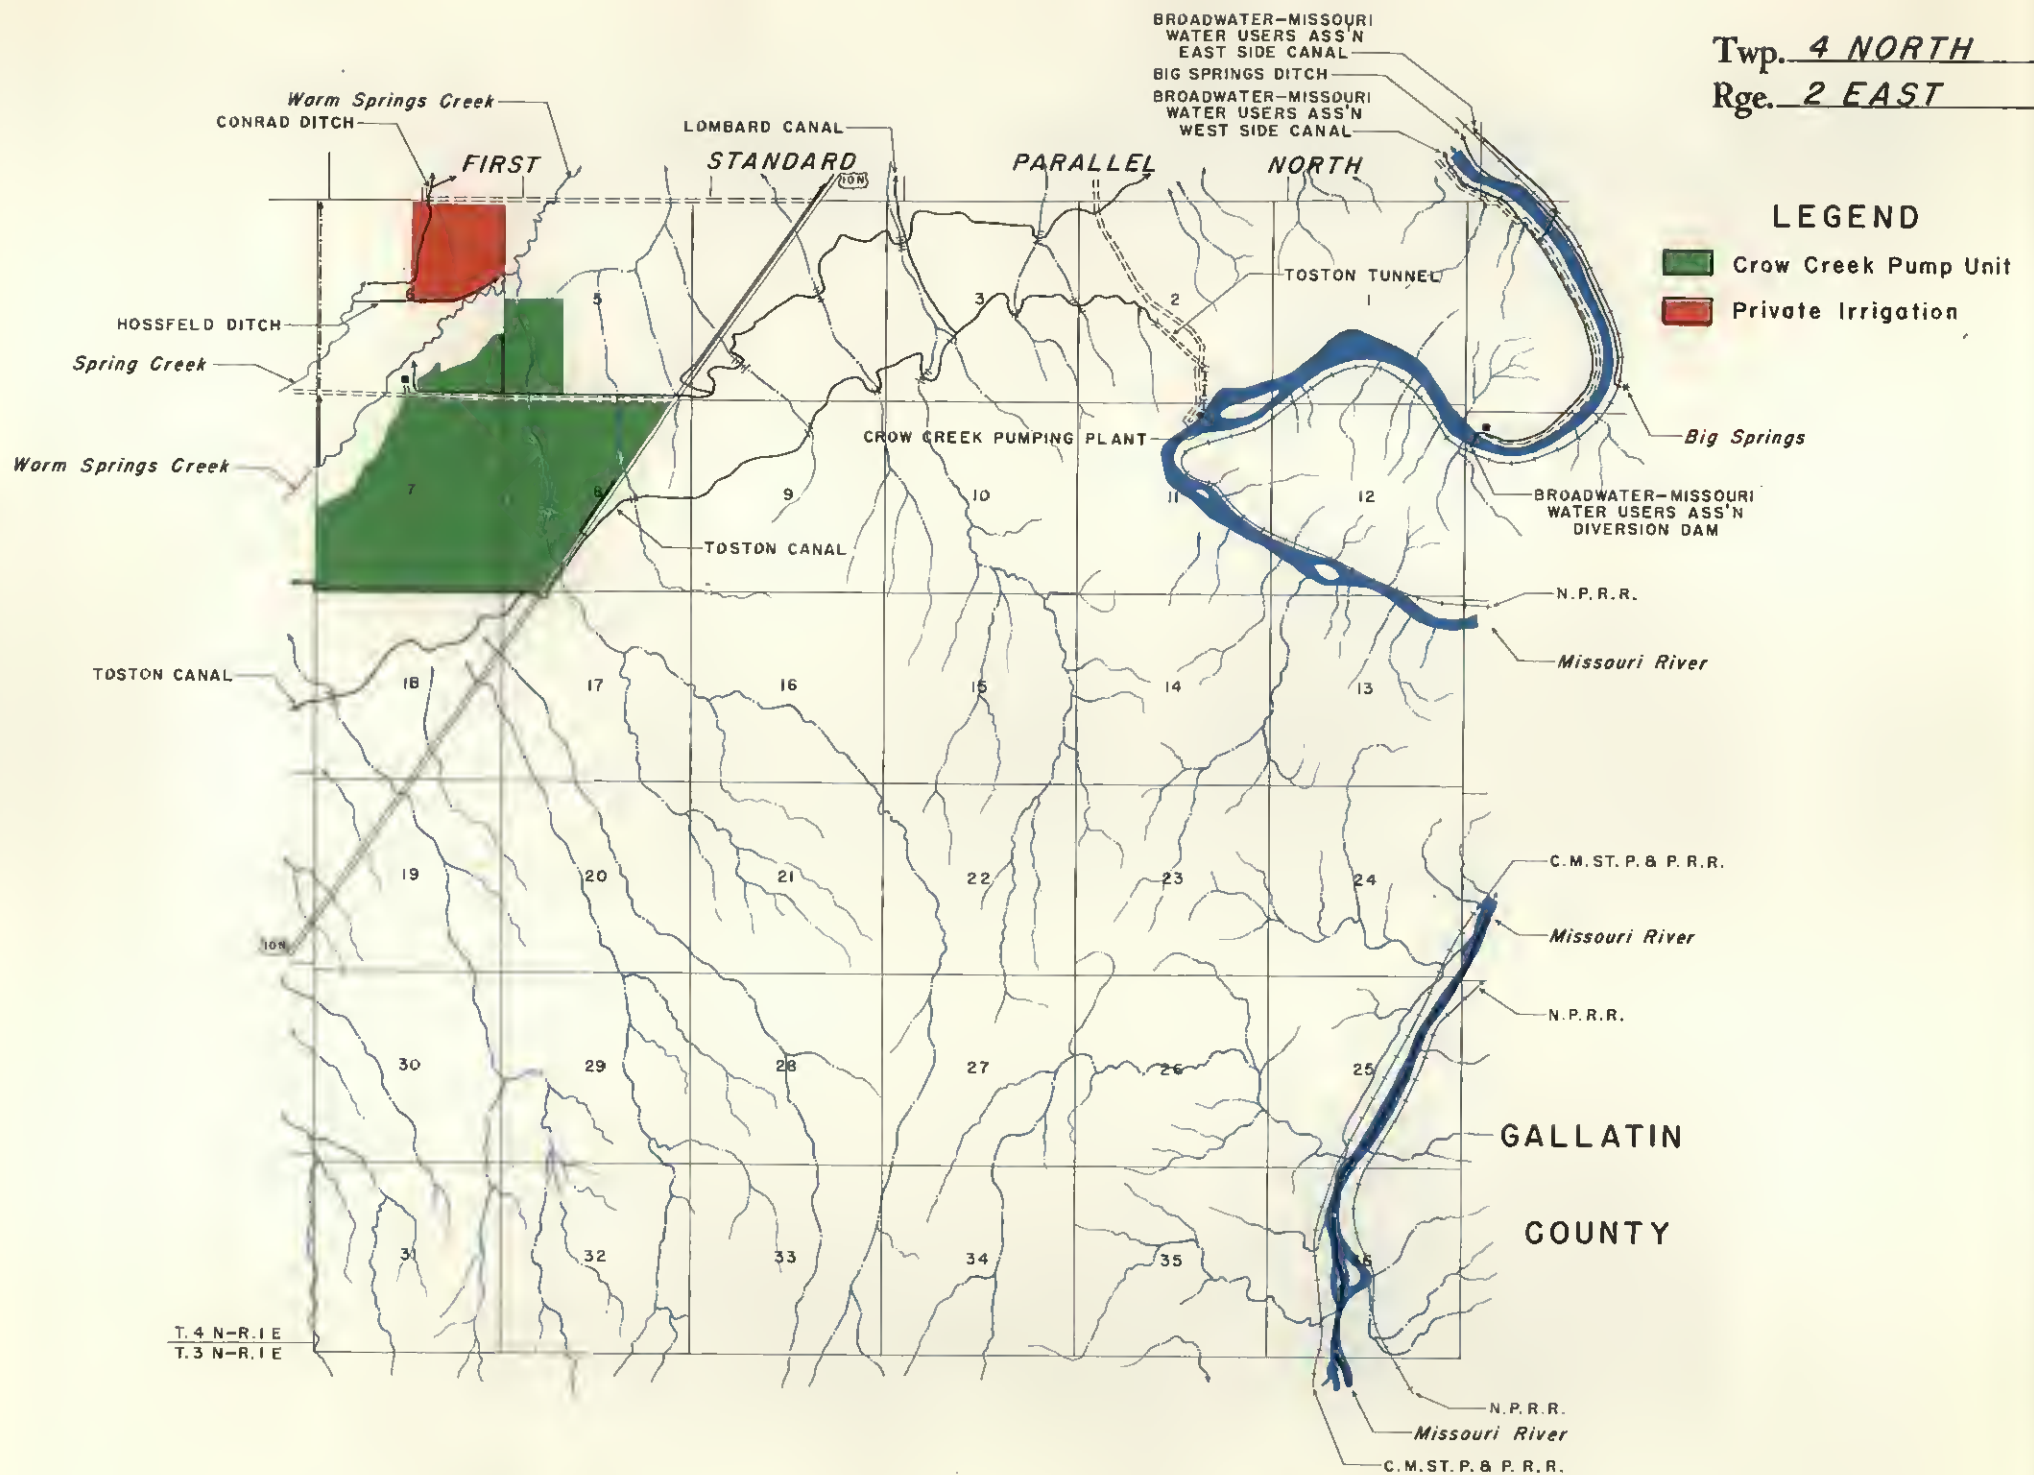 Twp. 4 NORTH
Rge. 2 EAST
BROADWATER-MISSOURI
WATER USERS ASS'N
EAST SIDE CANAL
BIG SPRINGS DITCH
BROADWATER-MISSOURI
WATER USERS ASS'N
WEST SIDE CANAL
Warm Springs Creek
CONRAD DITCH
LOMBARD CANAL
FIRST STANDARD PARALLEL NORTH
10N
LEGEND
Crow Creek Pump Unit
Private Irrigation
TOSTON TUNNEL
6 5 3 2 1
HOSSFELD DITCH
Spring Creek
CROW CREEK PUMPING PLANT
Big Springs
Warm Springs Creek
7 8 9 10 11 12
BROADWATER-MISSOURI
WATER USERS ASS'N
DIVERSION DAM
TOSTON CANAL
N.P.R.R.
Missouri River
TOSTON CANAL
18 17 16 15 14 13
C.M.ST.P. & P.R.R.
19 20 21 22 23 24
Missouri River
10N
N.P.R.R.
30 29 28 27 26 25
GALLATIN
COUNTY
31 32 33 34 35 36
T.4 N-R.1 E
T.3 N-R.1 E
N.P.R.R.
Missouri River
C.M.ST.P. & P.R.R.